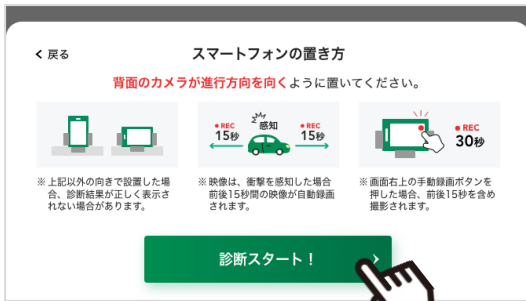 く 戻る
スマートフォンの置き方
背面のカメラが進行方向を向くように置いてください。
REC
15秒
感知
REC
15秒
REC
30秒
※上記以外の向きで設置した場
合、診断結果が正しく表示さ
れない場合があります。
※映像は、衝撃を感知した場合
前後15秒間の映像が自動録画
されます。
※画面右上の手動録画ボタンを
押した場合、前後15秒を含め
撮影されます。
診断スタート！